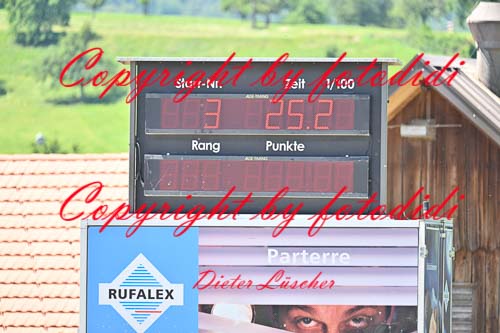 Copyright by fotodidi
Start-Nr. Zeit 1/100
3 25.2
Rang Punkte
Copyright by fotodidi
Parterre
Dieter Lüscher
RUFALEX